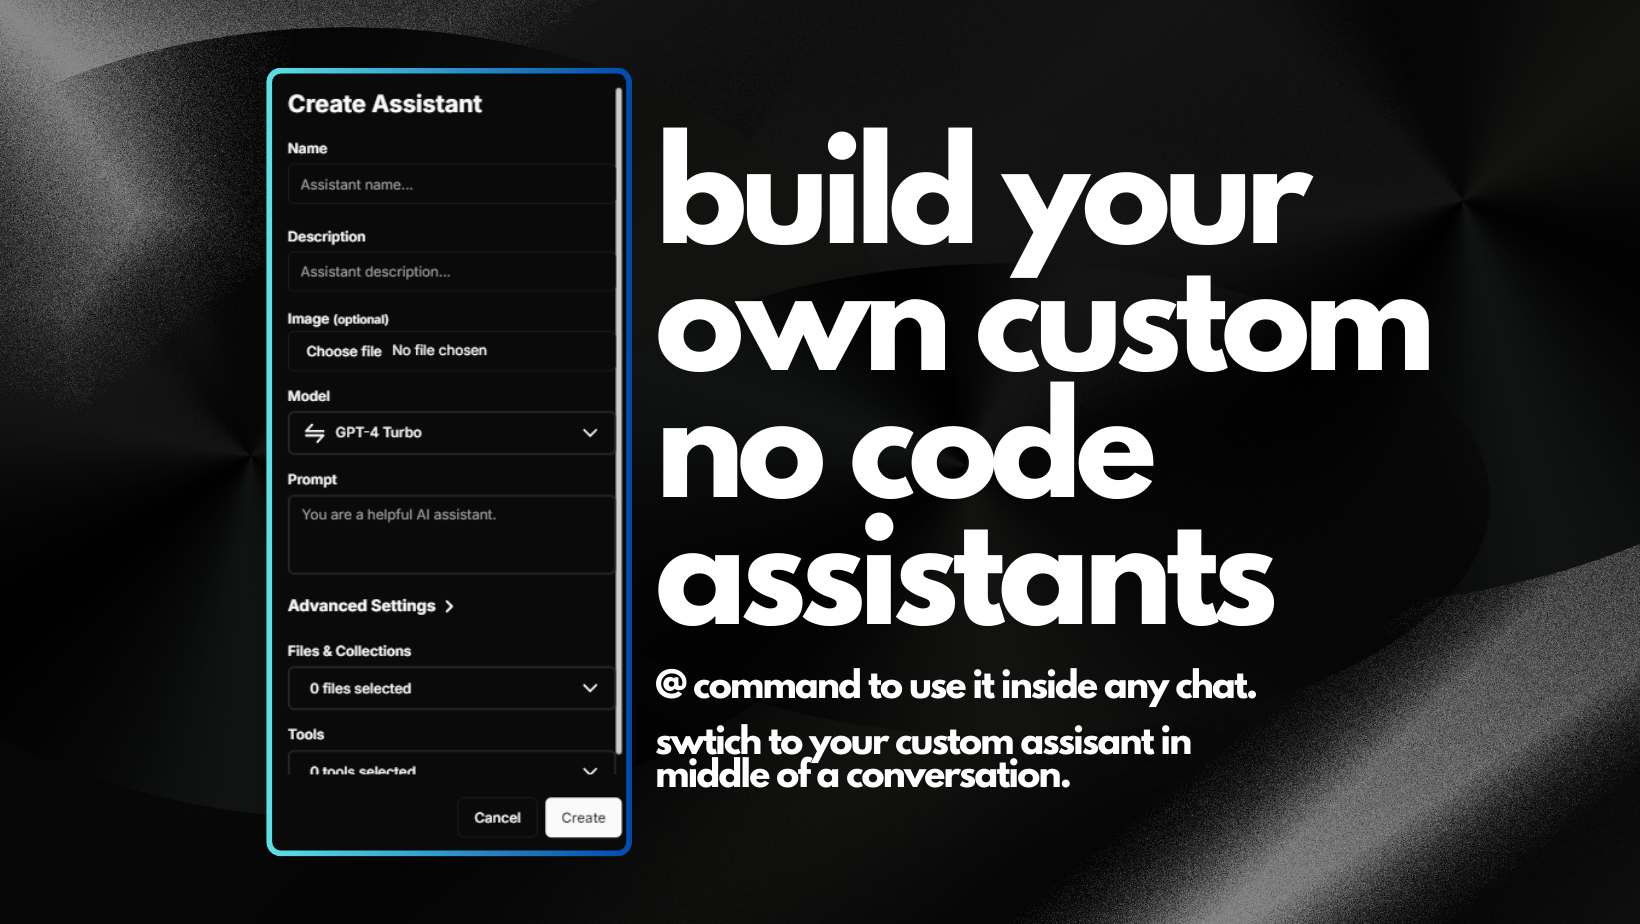 Create Assistant
Name
Assistant name...
Description
Assistant description...
Image (optional)
Choose file No file chosen
Model
GPT-4 Turbo
Prompt
You are a helpful AI assistant.
Advanced Settings
Files & Collections
0 files selected
Tools
0 tools selected
Cancel Create
build your
own custom
no code
assistants
@ command to use it inside any chat.
swtich to your custom assisant in
middle of a conversation.